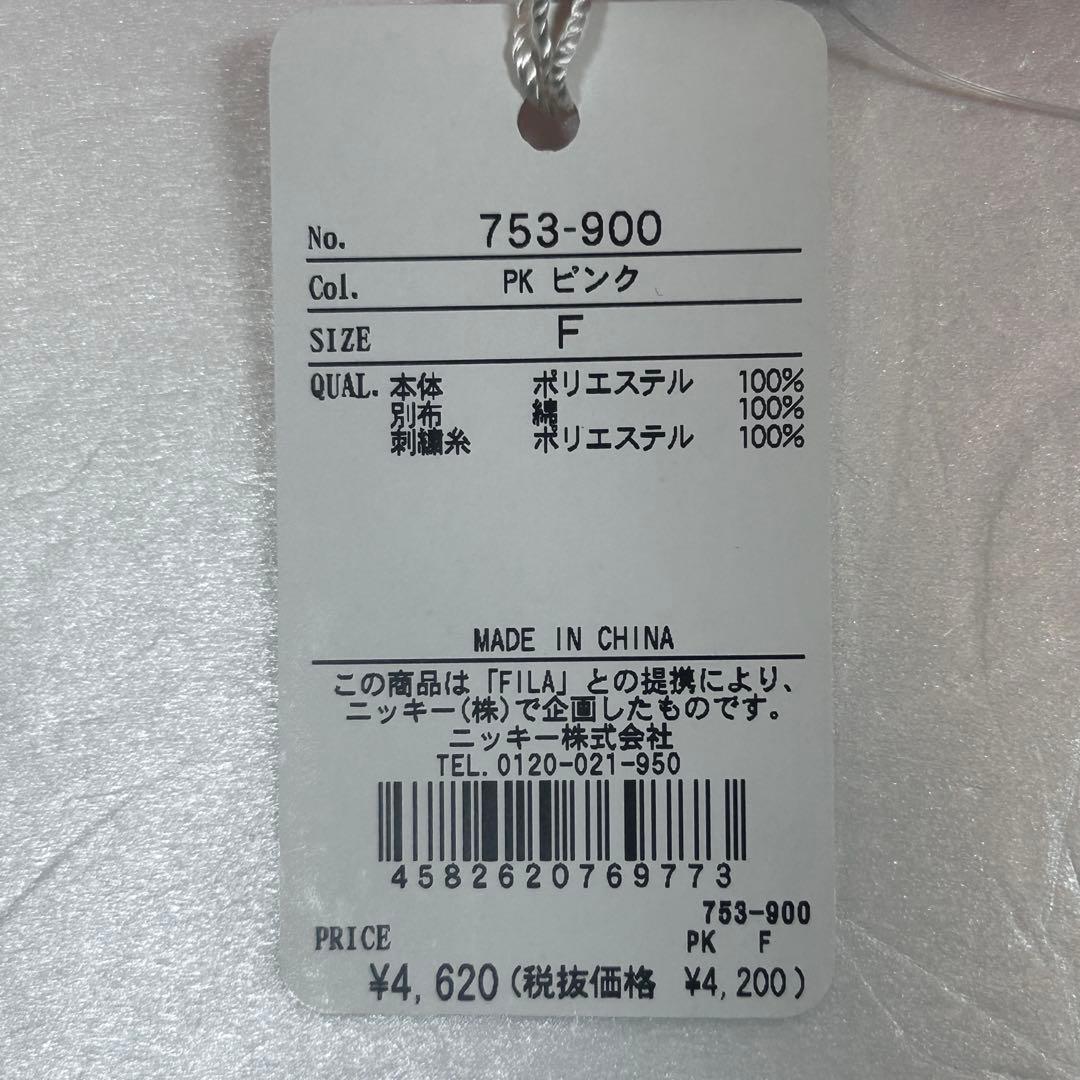 No. 753-900
Col. PK ピンク
SIZE F
QUAL. 本体 ポリエステル 100%
別布 綿 100%
刺繍糸 ポリエステル 100%
MADE IN CHINA
この商品は「FILA」との提携により、
ニッキー(株)で企画したものです。
ニッキー株式会社
TEL. 0120-021-950
4582620769773
753-900
PRICE PK F
¥4,620 (税抜価格 ¥4,200)